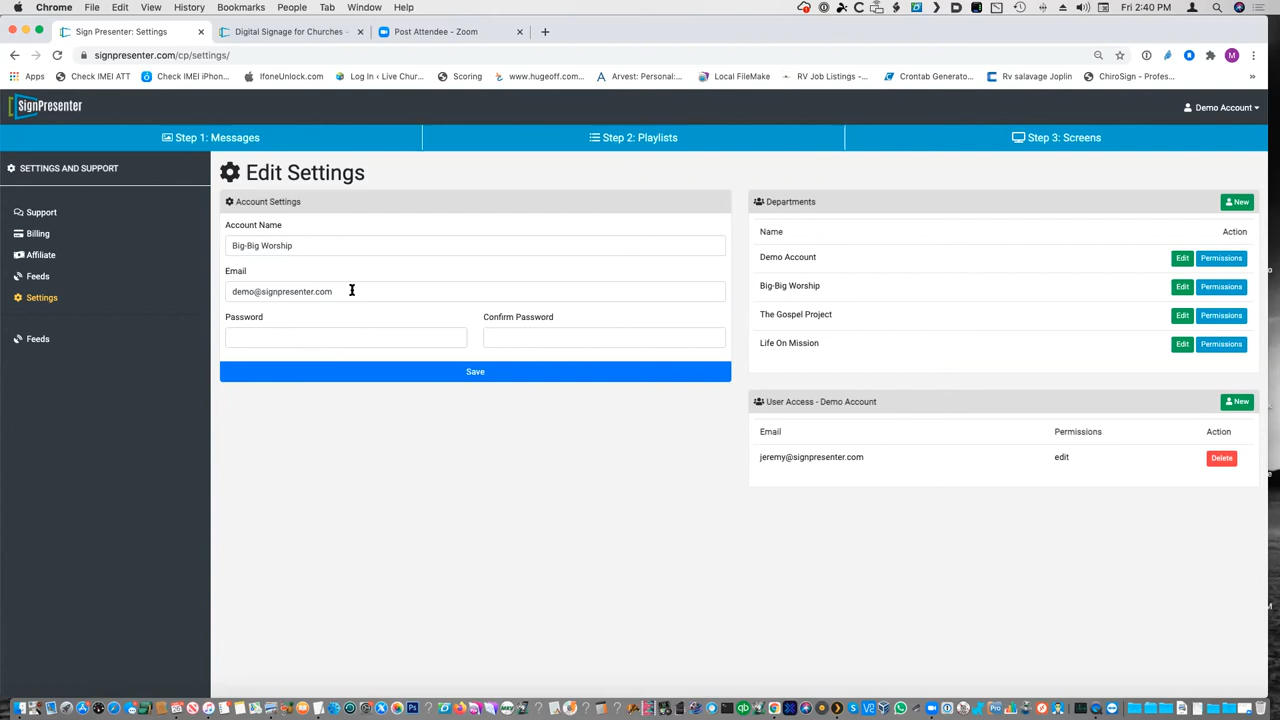 Chrome File Edit View History Bookmarks People Tab Window Help Fri 2:40 PM
Sign Presenter: Settings Digital Signage for Churches - Post Attendee - Zoom
signpresenter.com/cp/settings/
Apps Check IMEI ATT Check IMEI iPhon... IfoneUnlock.com Log In ‹ Live Chur... Scoring www.hugeoff.com... Arvest: Personal:... Local FileMake RV Job Listings -... Crontab Generato... Rv salavage Joplin ChiroSign - Profes... »
SignPresenter Demo Account
Step 1: Messages Step 2: Playlists Step 3: Screens
SETTINGS AND SUPPORT
Support
Billing
Affiliate
Feeds
Settings
Feeds
Edit Settings
Account Settings
Account Name
Big-Big Worship
Email
demo@signpresenter.com
Password Confirm Password
Save
Departments New
Name Action
Demo Account Edit Permissions
Big-Big Worship Edit Permissions
The Gospel Project Edit Permissions
Life On Mission Edit Permissions
User Access - Demo Account New
Email Permissions Action
jeremy@signpresenter.com edit Delete